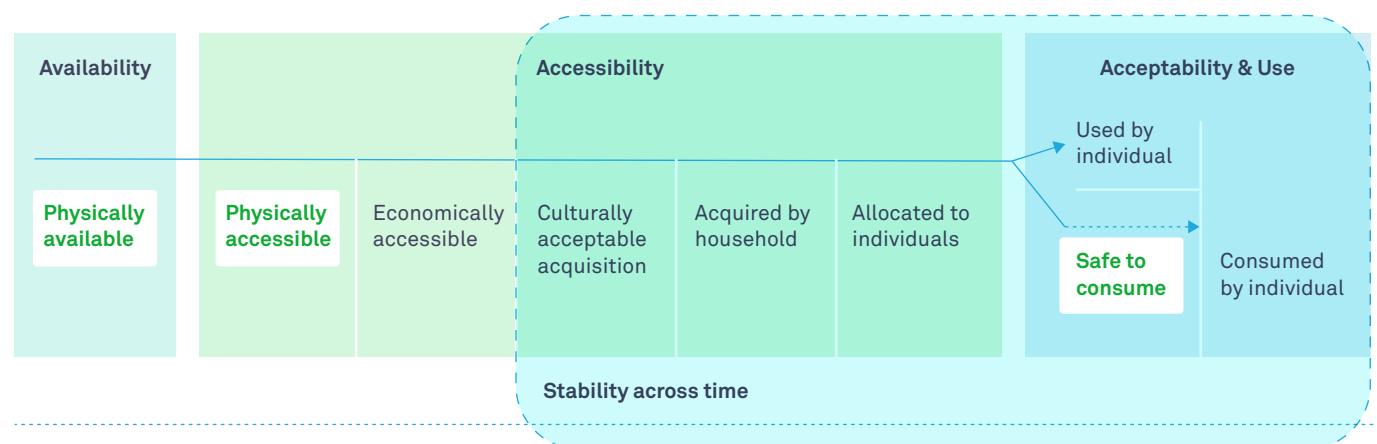 Availability
Accessibility
Acceptability & Use
Used by
individual
Physically
available
Physically
accessible
Economically
accessible
Culturally
acceptable
acquisition
Acquired by
household
Allocated to
individuals
Safe to
consume
Consumed
by individual
Stability across time